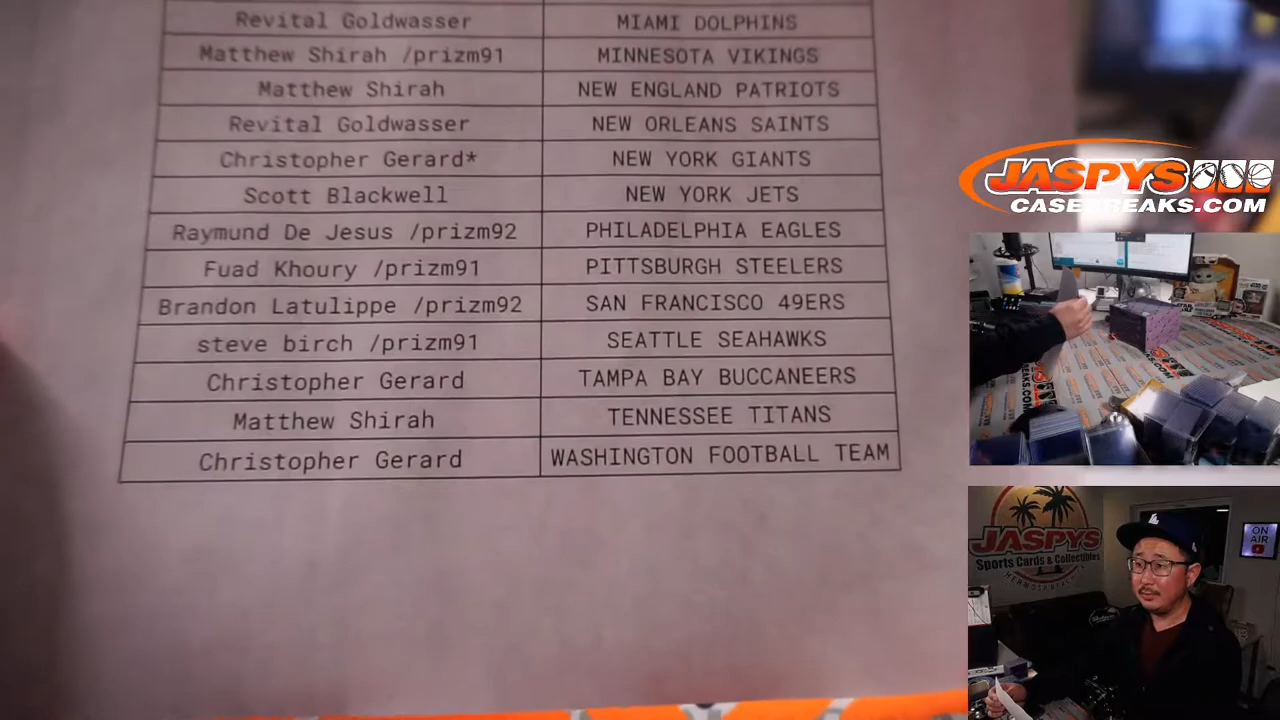 Revital Goldwasser MIAMI DOLPHINS
Matthew Shirah /prizm91 MINNESOTA VIKINGS
Matthew Shirah NEW ENGLAND PATRIOTS
Revital Goldwasser NEW ORLEANS SAINTS
Christopher Gerard* NEW YORK GIANTS
Scott Blackwell NEW YORK JETS
Raymund De Jesus /prizm92 PHILADELPHIA EAGLES
Fuad Khoury /prizm91 PITTSBURGH STEELERS
Brandon Latulippe /prizm92 SAN FRANCISCO 49ERS
steve birch /prizm91 SEATTLE SEAHAWKS
Christopher Gerard TAMPA BAY BUCCANEERS
Matthew Shirah TENNESSEE TITANS
Christopher Gerard WASHINGTON FOOTBALL TEAM
JASPYS
CASEBREAKS.COM
JASPYS
Sports Cards & Collectibles
HERMOSA BEACH
ON
AIR